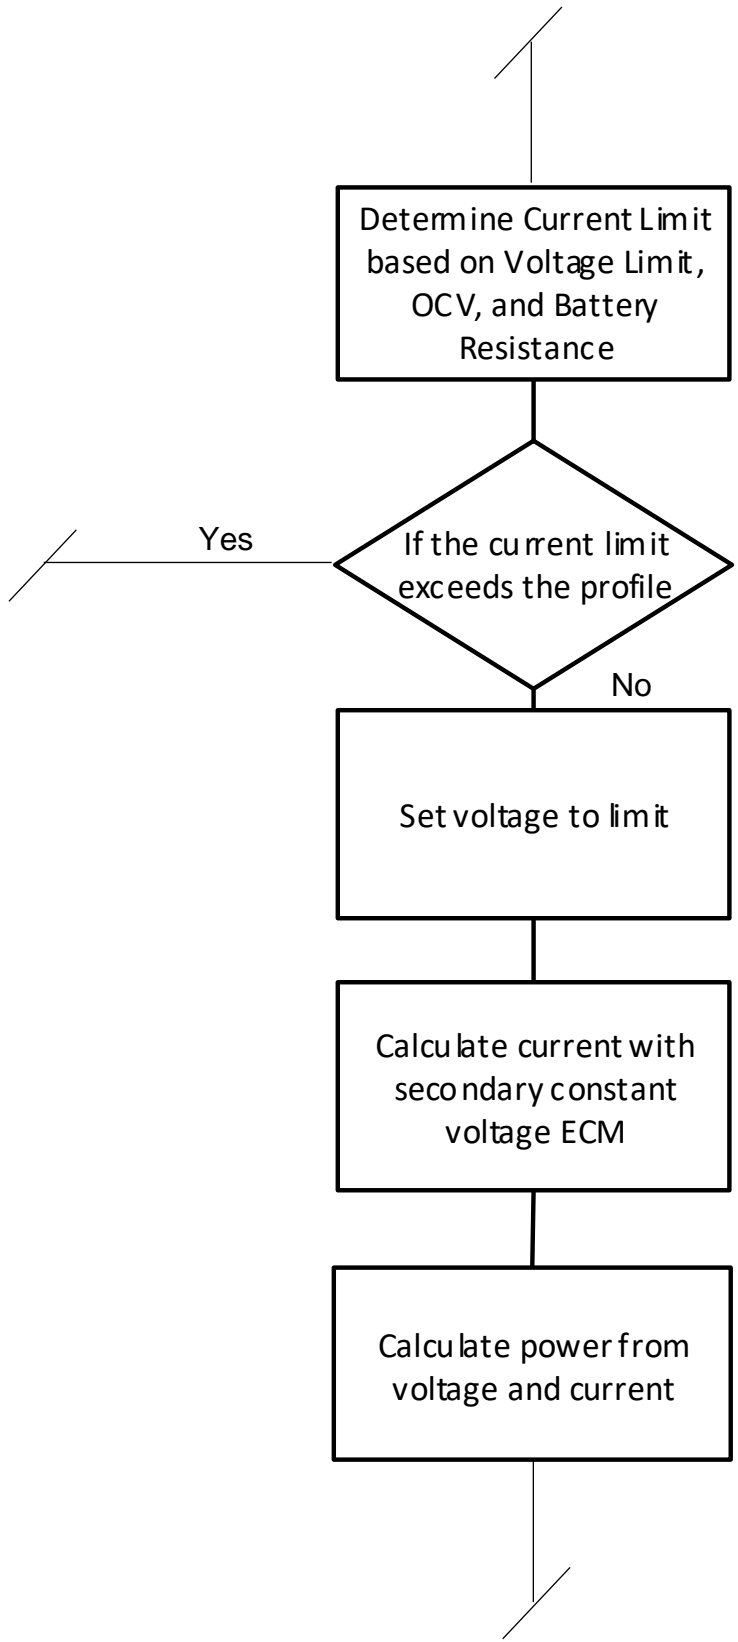 Determine Current Limit
based on Voltage Limit,
OCV, and Battery
Resistance
Yes
If the current limit
exceeds the profile
No
Set voltage to limit
Calculate current with
secondary constant
voltage ECM
Calculate power from
voltage and current